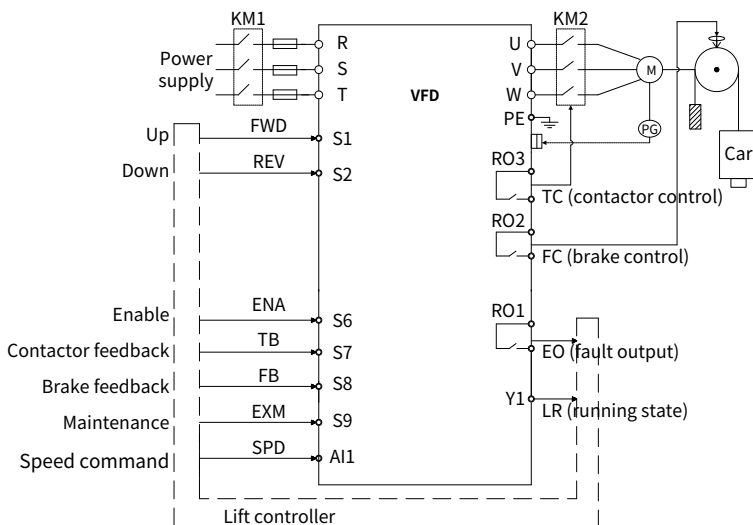 KM1
KM2
Power
supply
R
S
T
VFD
U
V
W
M
PE
PG
Car
Up
FWD
S1
Down
REV
S2
RO3
TC (contactor control)
RO2
FC (brake control)
Enable
ENA
S6
Contactor feedback
TB
S7
Brake feedback
FB
S8
Maintenance
EXM
S9
Speed command
SPD
AI1
RO1
EO (fault output)
Y1
LR (running state)
Lift controller